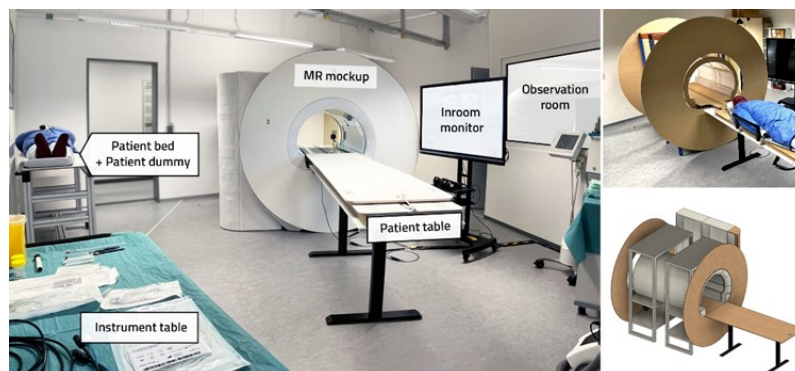 MR mockup
Observation
room
Inroom
monitor
Patient bed
+ Patient dummy
Patient table
Instrument table